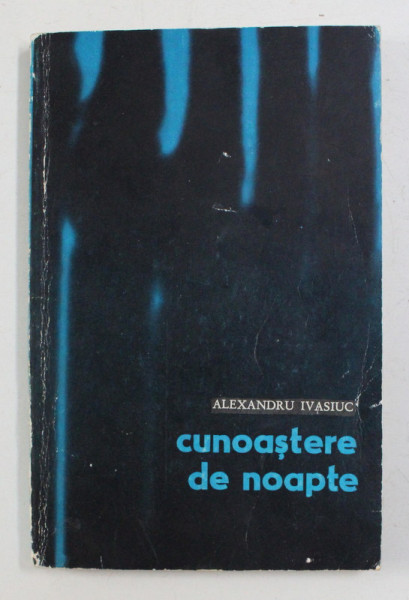 ALEXANDRU IVASIUC
cunoaștere
de noapte